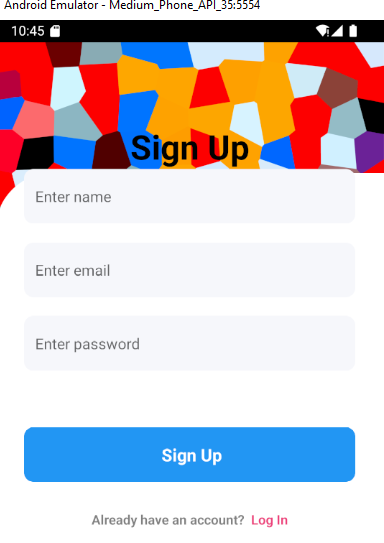 Android Emulator - Medium_Phone_API_35:5554
10:45
Sign Up
Enter name
Enter email
Enter password
Sign Up
Already have an account? Log In